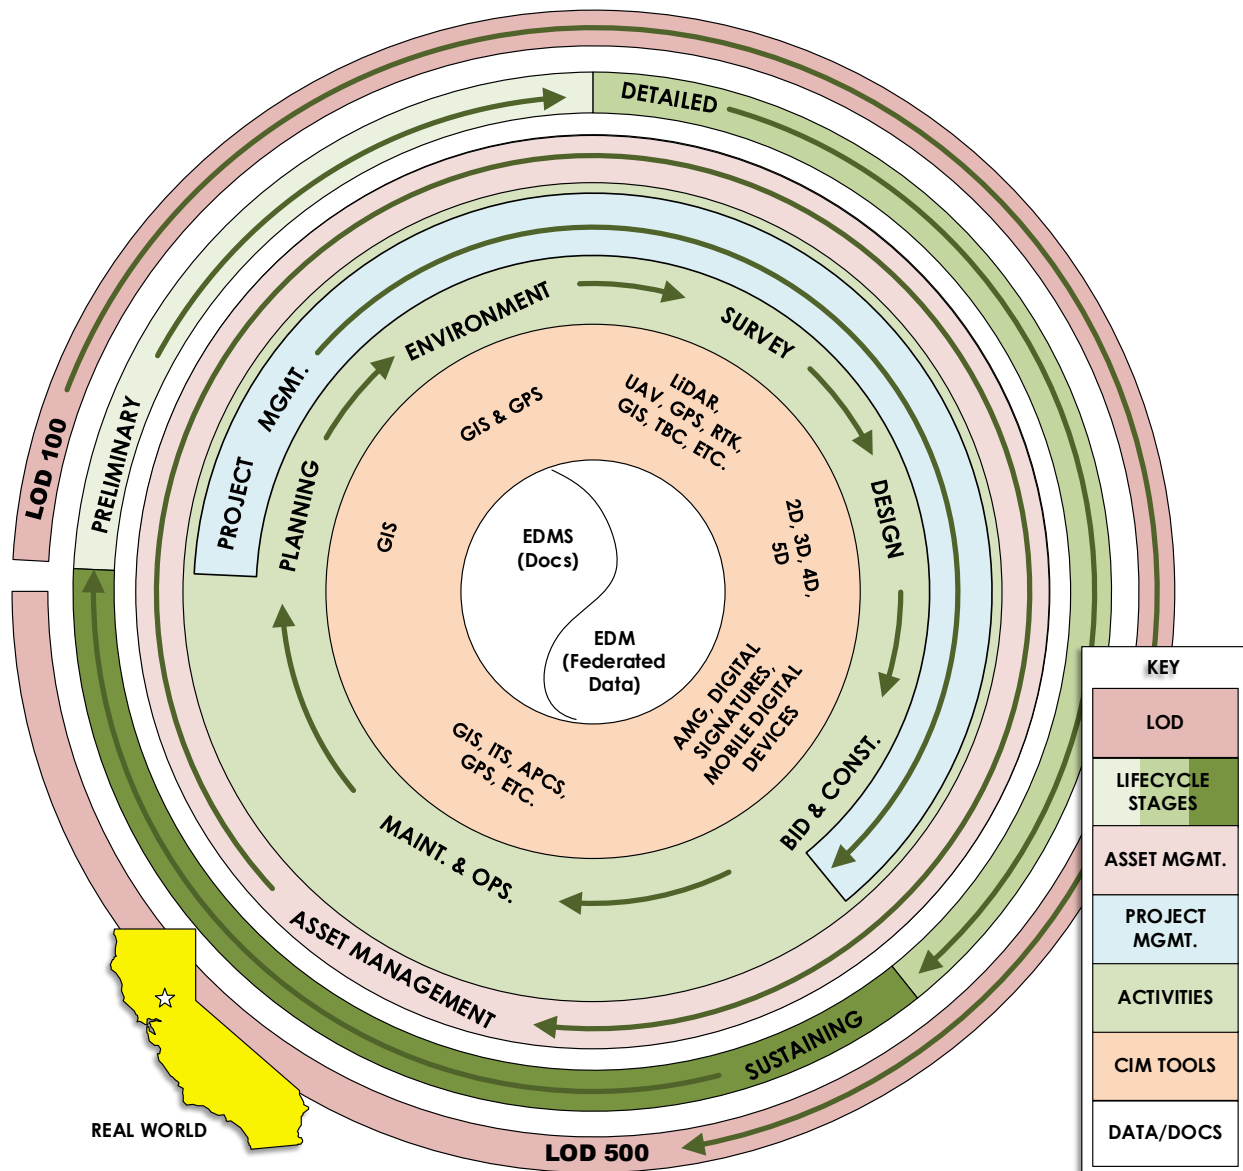 LOD 100
PRELIMINARY
DETAILED
SUSTAINING
LOD 500
ASSET MANAGEMENT
PROJECT MGMT.
PLANNING
ENVIRONMENT
SURVEY
DESIGN
BID & CONST.
MAINT. & OPS.
GIS
GIS & GPS
LiDAR,
UAV, GPS, RTK,
GIS, TBC, ETC.
2D, 3D, 4D,
5D
AMG, DIGITAL
SIGNATURES,
MOBILE DIGITAL
DEVICES
GIS, ITS, APCS,
GPS, ETC.
EDMS
(Docs)
EDM
(Federated
Data)
REAL WORLD
KEY
LOD
LIFECYCLE
STAGES
ASSET MGMT.
PROJECT
MGMT.
ACTIVITIES
CIM TOOLS
DATA/DOCS